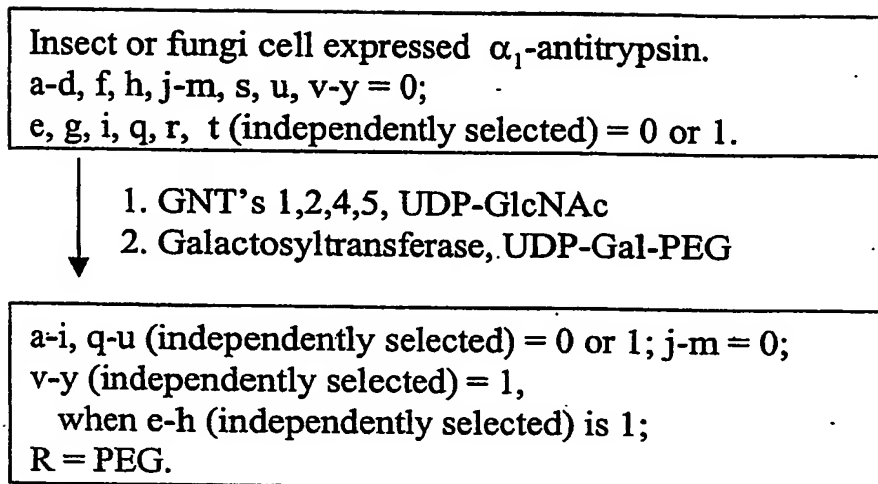 Insect or fungi cell expressed α₁-antitrypsin.
a-d, f, h, j-m, s, u, v-y = 0;
e, g, i, q, r, t (independently selected) = 0 or 1.
1. GNT's 1,2,4,5, UDP-GlcNAc
2. Galactosyltransferase, UDP-Gal-PEG
a-i, q-u (independently selected) = 0 or 1; j-m = 0;
v-y (independently selected) = 1,
when e-h (independently selected) is 1;
R = PEG.